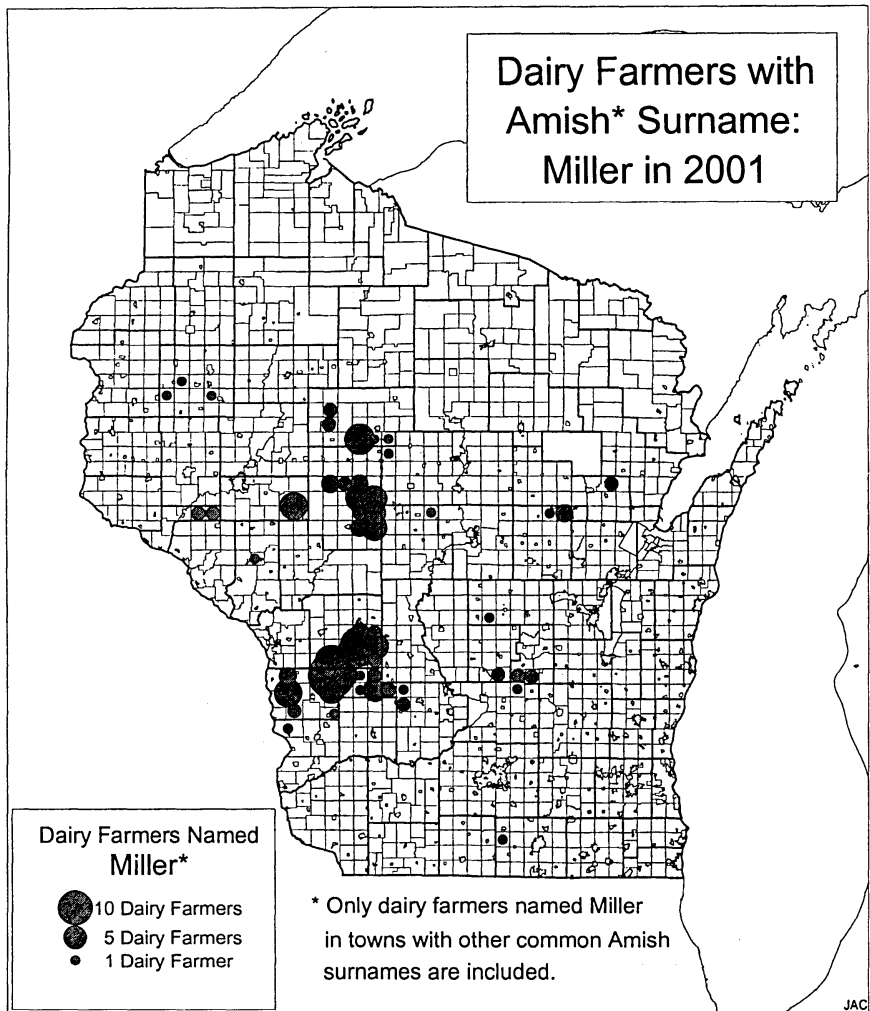 Dairy Farmers with
Amish* Surname:
Miller in 2001
Dairy Farmers Named
Miller*
10 Dairy Farmers
5 Dairy Farmers
1 Dairy Farmer
* Only dairy farmers named Miller
in towns with other common Amish
surnames are included.
JAC